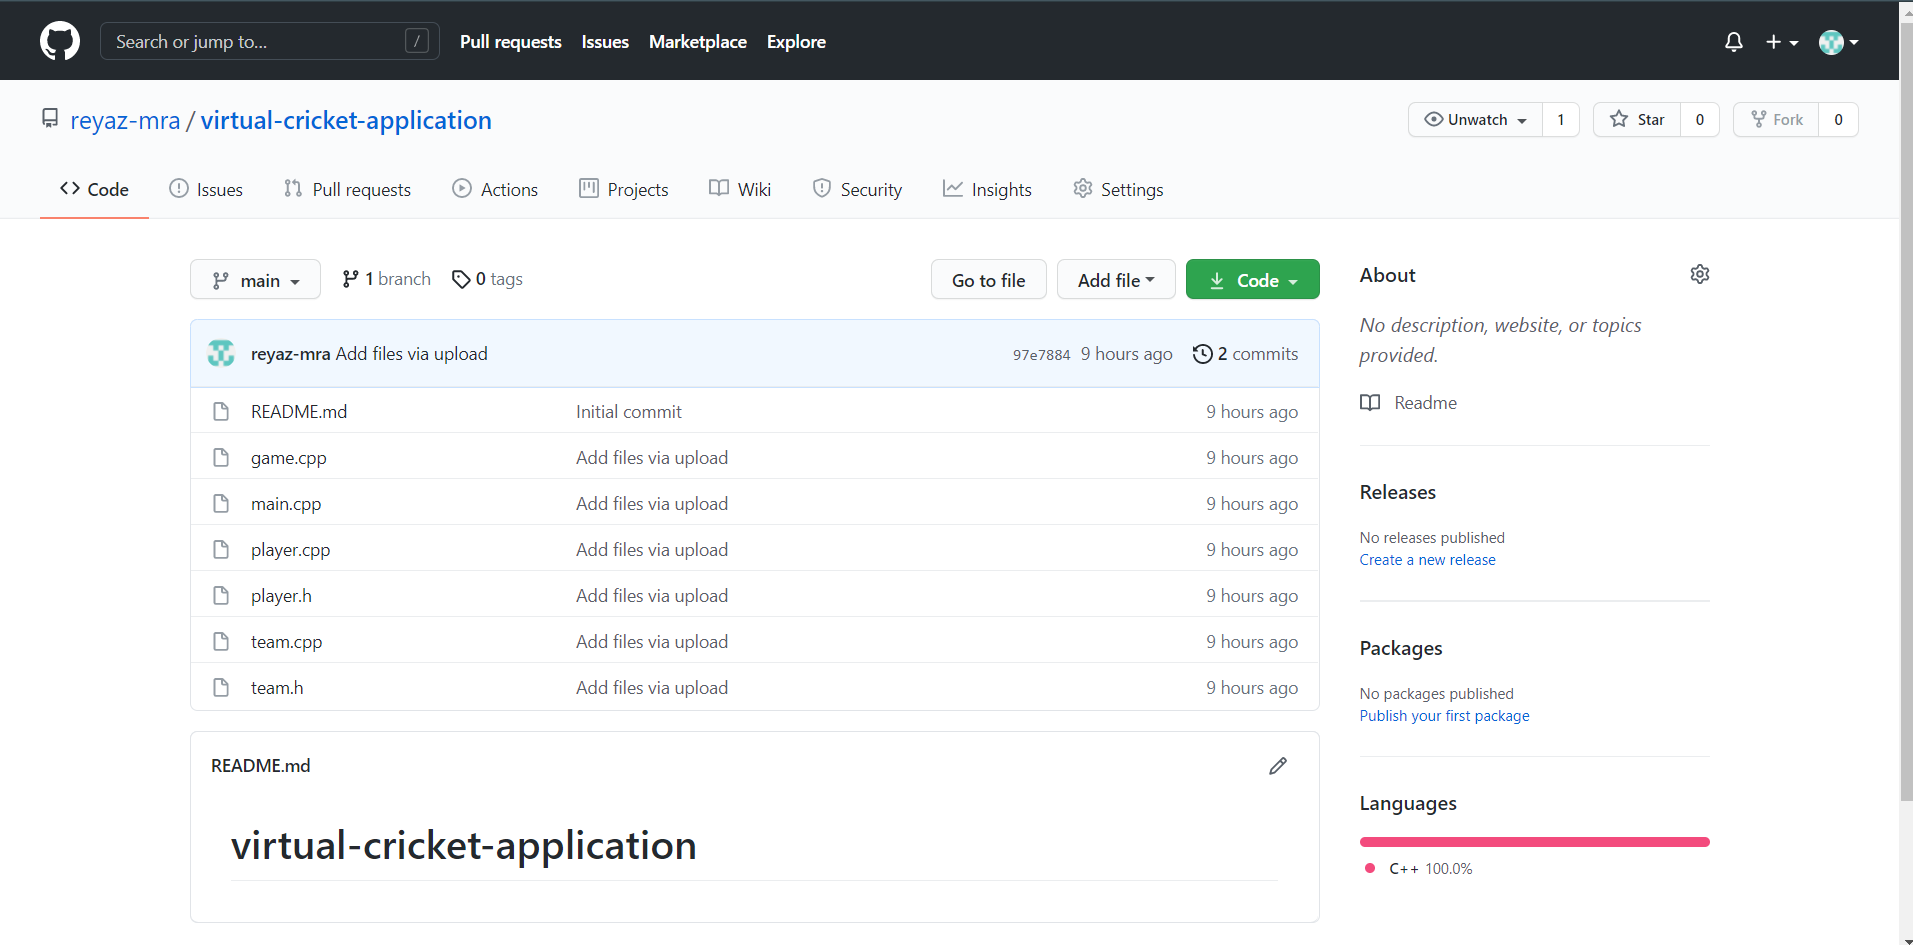 Search or jump to... / Pull requests Issues Marketplace Explore
reyaz-mra / virtual-cricket-application Unwatch 1 Star 0 Fork 0
Code Issues Pull requests Actions Projects Wiki Security Insights Settings
main 1 branch 0 tags Go to file Add file Code
reyaz-mra Add files via upload 97e7884 9 hours ago 2 commits
README.md Initial commit 9 hours ago
game.cpp Add files via upload 9 hours ago
main.cpp Add files via upload 9 hours ago
player.cpp Add files via upload 9 hours ago
player.h Add files via upload 9 hours ago
team.cpp Add files via upload 9 hours ago
team.h Add files via upload 9 hours ago
README.md
virtual-cricket-application
About
No description, website, or topics
provided.
Readme
Releases
No releases published
Create a new release
Packages
No packages published
Publish your first package
Languages
C++ 100.0%